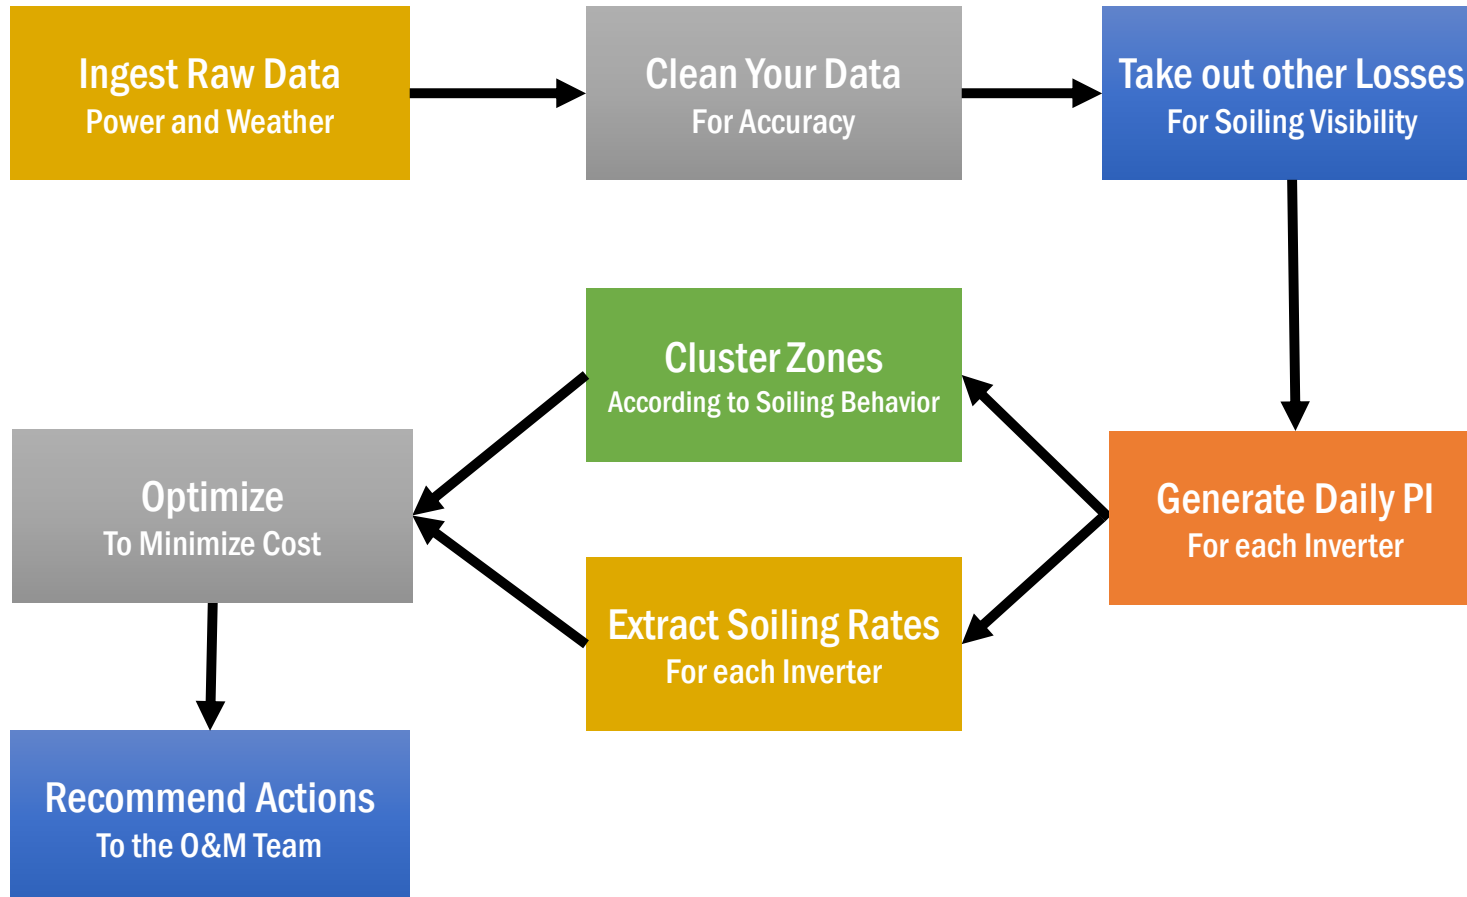 Ingest Raw Data
Power and Weather
Clean Your Data
For Accuracy
Take out other Losses
For Soiling Visibility
Generate Daily PI
For each Inverter
Cluster Zones
According to Soiling Behavior
Extract Soiling Rates
For each Inverter
Optimize
To Minimize Cost
Recommend Actions
To the O&M Team